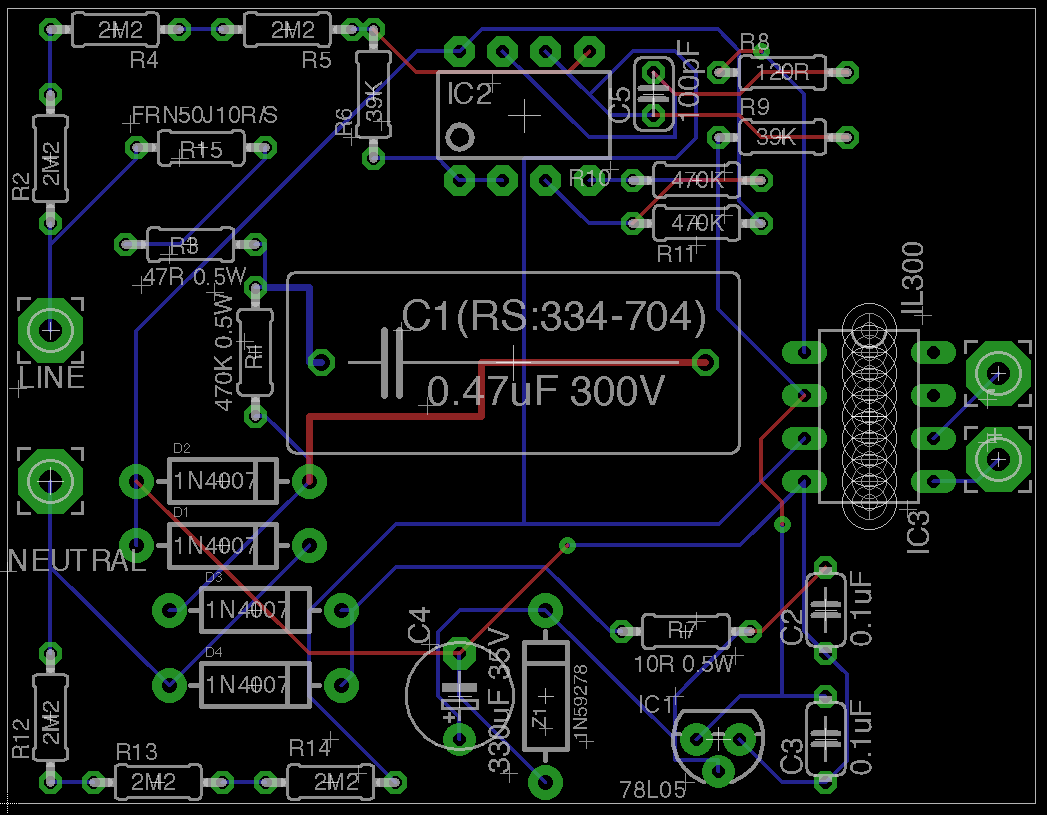 2M2
R4
2M2
R5
39K
R6
IC2
C5
100pF
R8
120R
R9
39K
FRN50J10R/S
R15
R2
2M2
R10
470K
470K
R11
R3
47R 0.5W
470K 0.5W
R1
C1(RS:334-704)
0.47uF 300V
IL300
IC3
LINE
D2
1N4007
D1
1N4007
NEUTRAL
D3
1N4007
D4
1N4007
C4
330uF 35V
+
Z1
1N59278
R7
10R 0.5W
C2
0.1uF
IC1
78L05
C3
0.1uF
R12
2M2
R13
2M2
R14
2M2